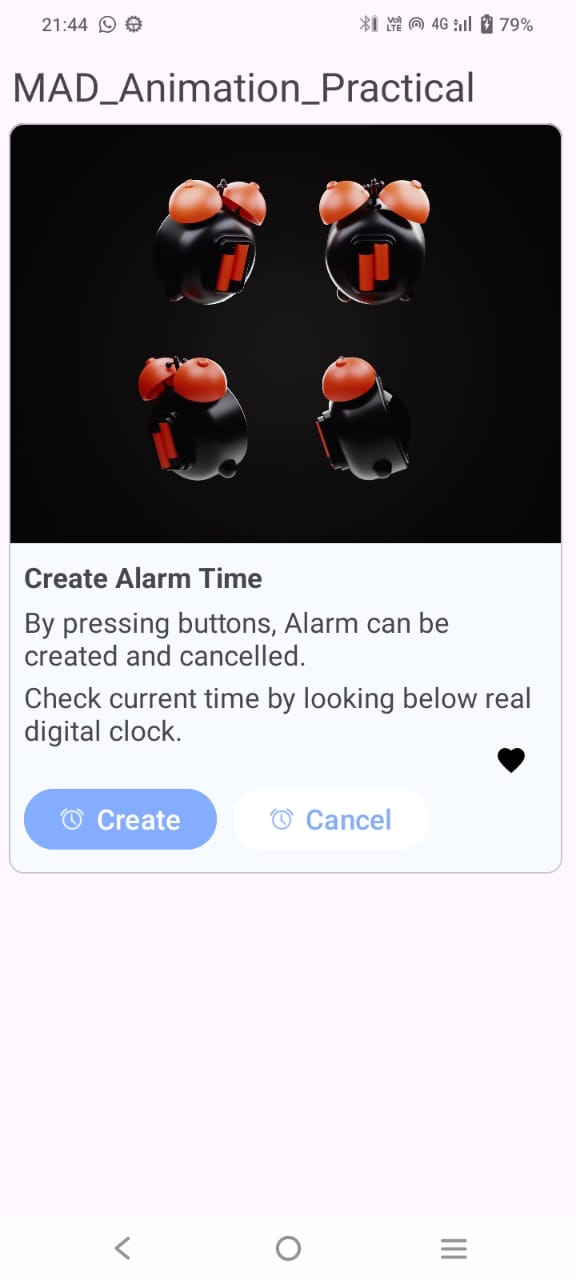 21:44 Vo) LTE 4G 79%
MAD_Animation_Practical
Create Alarm Time
By pressing buttons, Alarm can be
created and cancelled.
Check current time by looking below real
digital clock.
Create Cancel